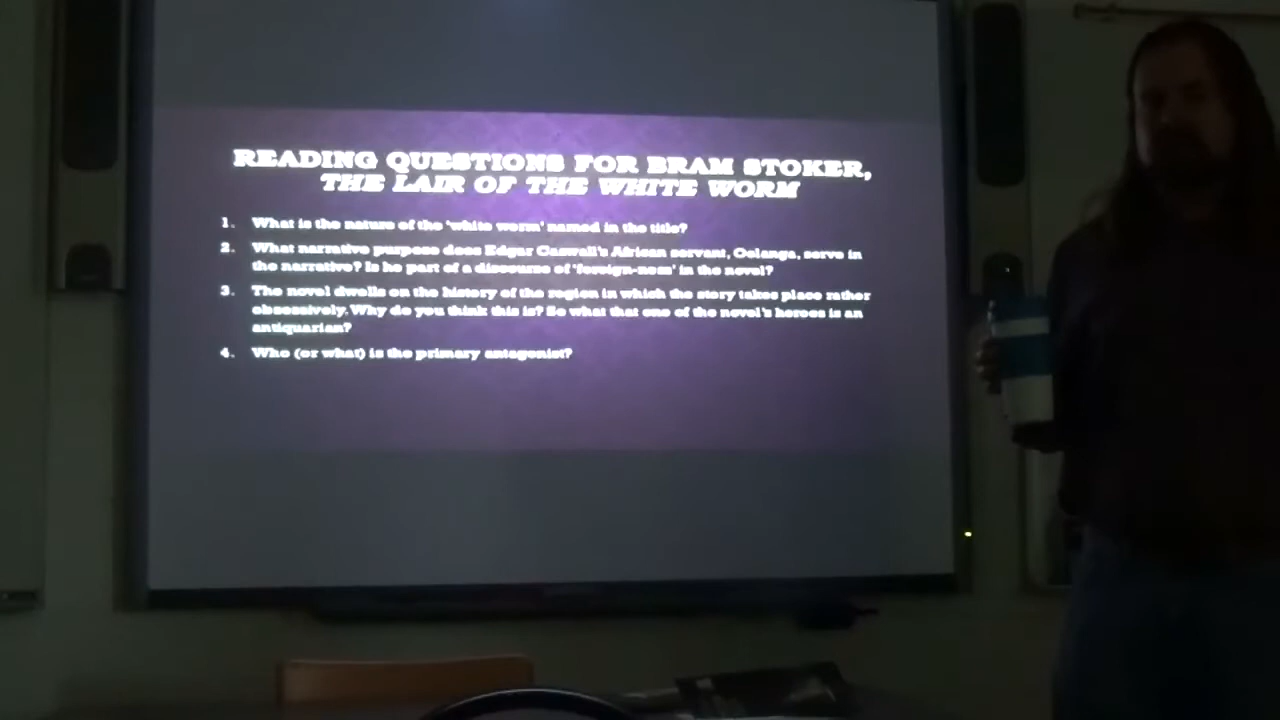 READING QUESTIONS FOR BRAM STOKER,
THE LAIR OF THE WHITE WORM
1. What is the nature of the 'white worm' named in the title?
2. What narrative purpose does Edgar Caswall's African servant, Oolanga, serve in
the narrative? Is he part of a discourse of 'foreign-ness' in the novel?
3. The novel dwells on the history of the region in which the story takes place rather
obsessively. Why do you think this is? So what that one of the novel's heroes is an
antiquarian?
4. Who (or what) is the primary antagonist?